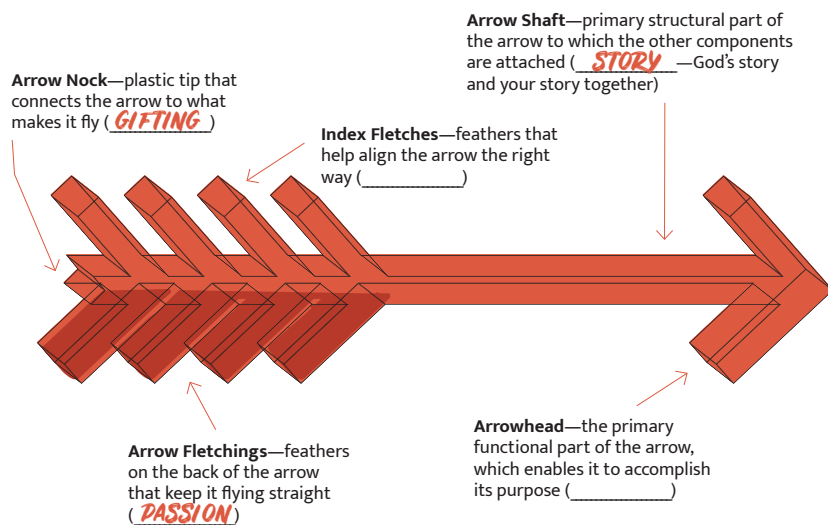 Arrow Shaft—primary structural part of
the arrow to which the other components
are attached (STORY—God's story
and your story together)
Arrow Nock—plastic tip that
connects the arrow to what
makes it fly (GIFTING)
Index Fletches—feathers that
help align the arrow the right
way (______________)
Arrow Fletchings—feathers
on the back of the arrow
that keep it flying straight
(PASSION)
Arrowhead—the primary
functional part of the arrow,
which enables it to accomplish
its purpose (______________)